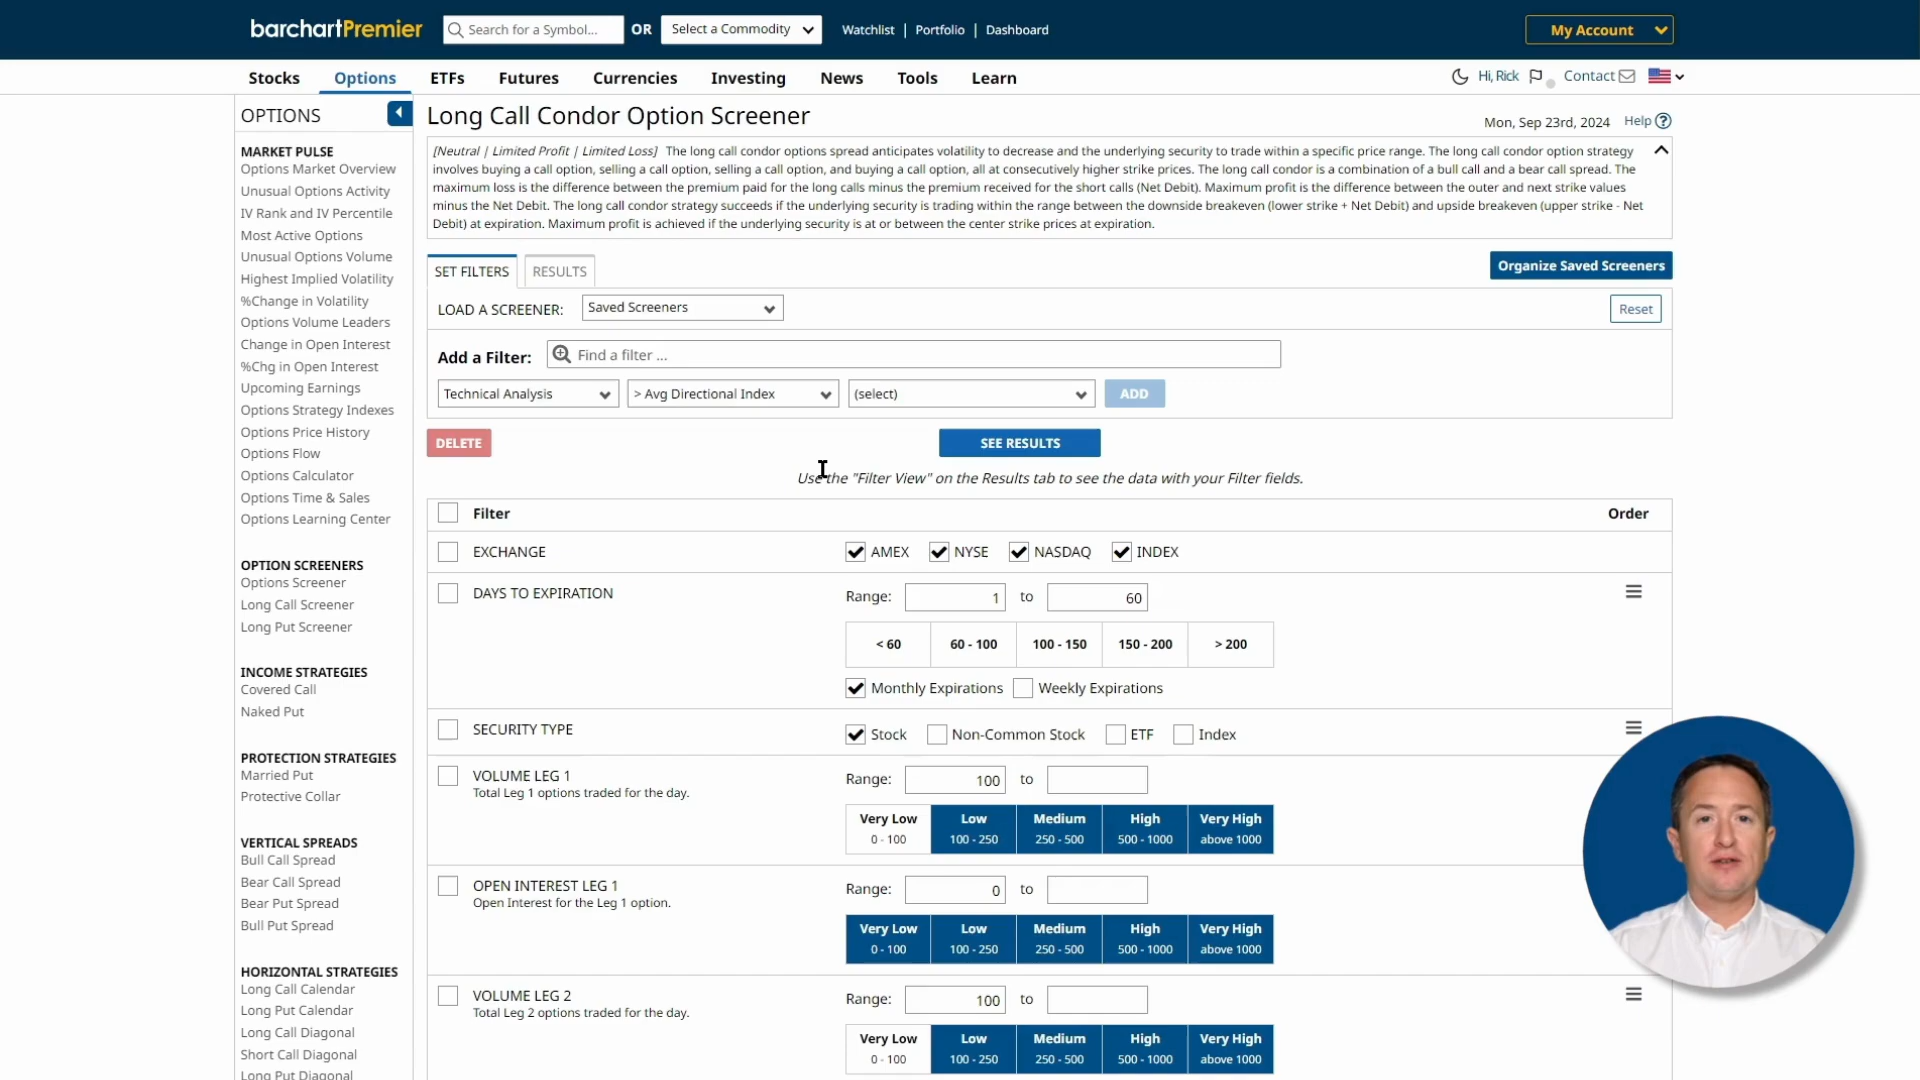 barchartPremier
Search for a Symbol... OR Select a Commodity Watchlist | Portfolio | Dashboard
My Account
Stocks Options ETFs Futures Currencies Investing News Tools Learn
Hi, Rick Contact
OPTIONS
MARKET PULSE
Options Market Overview
Unusual Options Activity
IV Rank and IV Percentile
Most Active Options
Unusual Options Volume
Highest Implied Volatility
%Change in Volatility
Options Volume Leaders
Change in Open Interest
%Chg in Open Interest
Upcoming Earnings
Options Strategy Indexes
Options Price History
Options Flow
Options Calculator
Options Time & Sales
Options Learning Center
OPTION SCREENERS
Options Screener
Long Call Screener
Long Put Screener
INCOME STRATEGIES
Covered Call
Naked Put
PROTECTION STRATEGIES
Married Put
Protective Collar
VERTICAL SPREADS
Bull Call Spread
Bear Call Spread
Bear Put Spread
Bull Put Spread
HORIZONTAL STRATEGIES
Long Call Calendar
Long Put Calendar
Long Call Diagonal
Short Call Diagonal
Long Put Diagonal
Long Call Condor Option Screener
Mon, Sep 23rd, 2024 Help ?
[Neutral | Limited Profit | Limited Loss] The long call condor options spread anticipates volatility to decrease and the underlying security to trade within a specific price range. The long call condor option strategy
involves buying a call option, selling a call option, selling a call option, and buying a call option, all at consecutively higher strike prices. The long call condor is a combination of a bull call and a bear call spread. The
maximum loss is the difference between the premium paid for the long calls minus the premium received for the short calls (Net Debit). Maximum profit is the difference between the outer and next strike values
minus the Net Debit. The long call condor strategy succeeds if the underlying security is trading within the range between the downside breakeven (lower strike + Net Debit) and upside breakeven (upper strike - Net
Debit) at expiration. Maximum profit is achieved if the underlying security is at or between the center strike prices at expiration.
SET FILTERS RESULTS
Organize Saved Screeners
LOAD A SCREENER: Saved Screeners
Reset
Add a Filter: Find a filter ...
Technical Analysis > Avg Directional Index (select) ADD
DELETE SEE RESULTS
Use the "Filter View" on the Results tab to see the data with your Filter fields.
Filter Order
EXCHANGE AMEX NYSE NASDAQ INDEX
DAYS TO EXPIRATION Range: 1 to 60
< 60 60 - 100 100 - 150 150 - 200 > 200
Monthly Expirations Weekly Expirations
SECURITY TYPE Stock Non-Common Stock ETF Index
VOLUME LEG 1 Range: 100 to
Total Leg 1 options traded for the day.
Very Low Low Medium High Very High
0 - 100 100 - 250 250 - 500 500 - 1000 above 1000
OPEN INTEREST LEG 1 Range: 0 to
Open Interest for the Leg 1 option.
Very Low Low Medium High Very High
0 - 100 100 - 250 250 - 500 500 - 1000 above 1000
VOLUME LEG 2 Range: 100 to
Total Leg 2 options traded for the day.
Very Low Low Medium High Very High
0 - 100 100 - 250 250 - 500 500 - 1000 above 1000